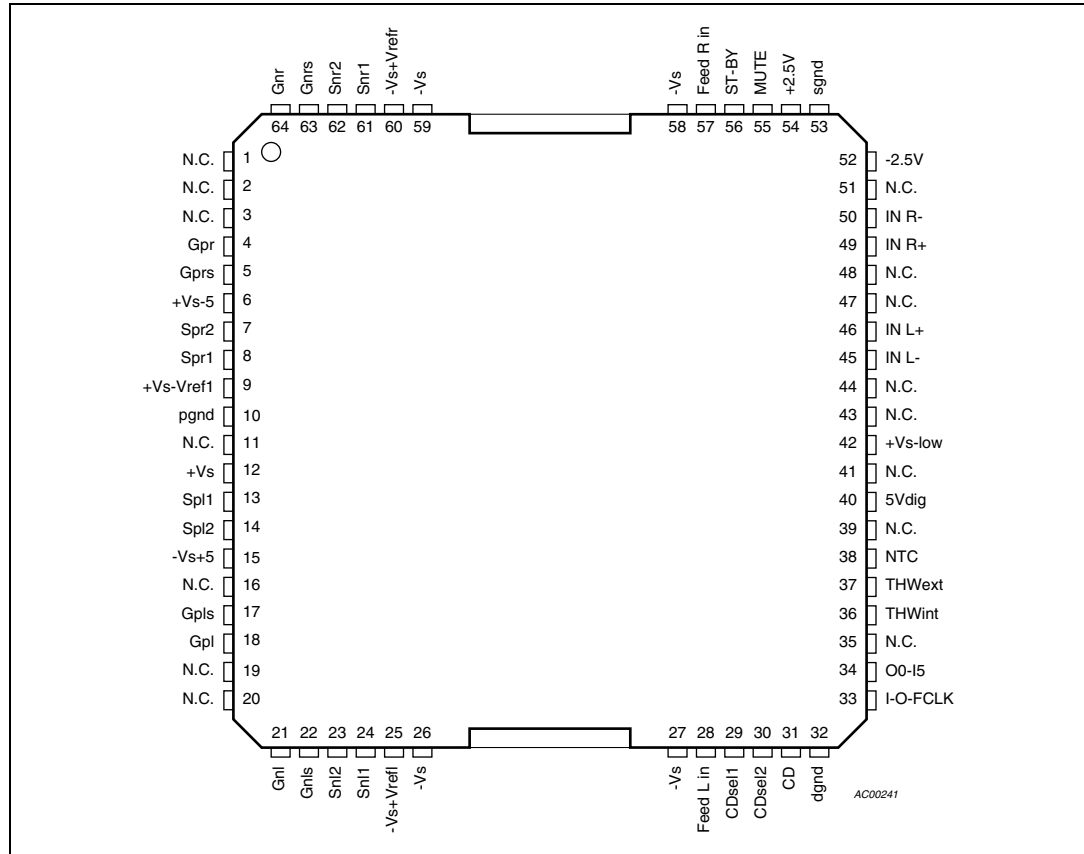 Gnr
Gnrs
Snr2
Snr1
-Vs+Vrefr
-Vs
-Vs
Feed R in
ST-BY
MUTE
+2.5V
sgnd
64 63 62 61 60 59 58 57 56 55 54 53
N.C. 1
N.C. 2
N.C. 3
Gpr 4
Gprs 5
+Vs-5 6
Spr2 7
Spr1 8
+Vs-Vref1 9
pgnd 10
N.C. 11
+Vs 12
Spl1 13
Spl2 14
-Vs+5 15
N.C. 16
Gpls 17
Gpl 18
N.C. 19
N.C. 20
52 -2.5V
51 N.C.
50 IN R-
49 IN R+
48 N.C.
47 N.C.
46 IN L+
45 IN L-
44 N.C.
43 N.C.
42 +Vs-low
41 N.C.
40 5Vdig
39 N.C.
38 NTC
37 THWext
36 THWint
35 N.C.
34 O0-I5
33 I-O-FCLK
21 22 23 24 25 26 27 28 29 30 31 32
Gnl
Gnls
Snl2
Snl1
-Vs+Vrefl
-Vs
-Vs
Feed L in
CDsel1
CDsel2
CD
dgnd
AC00241